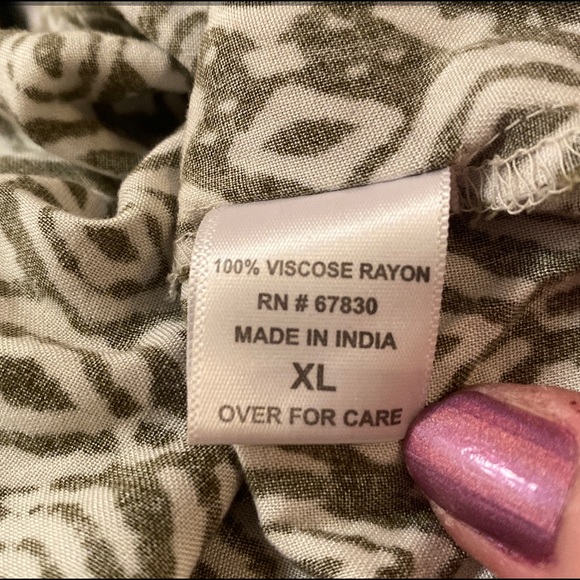 100% VISCOSE RAYON
RN # 67830
MADE IN INDIA
XL
OVER FOR CARE